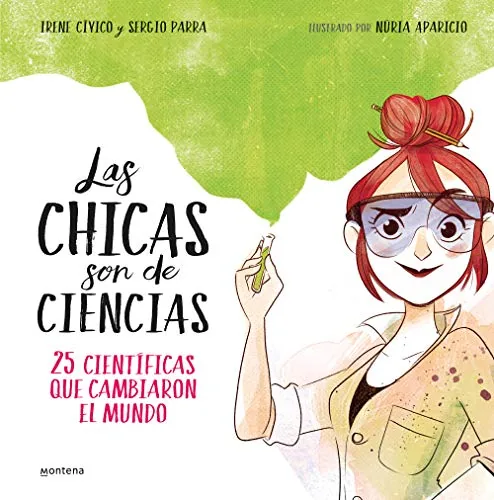 IRENE CÍVICO y SERGIO PARRA
ILUSTRADO POR NÚRIA APARICIO
Las
CHICAS
son de
CIENCIAS
25 CIENTÍFICAS
QUE CAMBIARON
EL MUNDO
montena